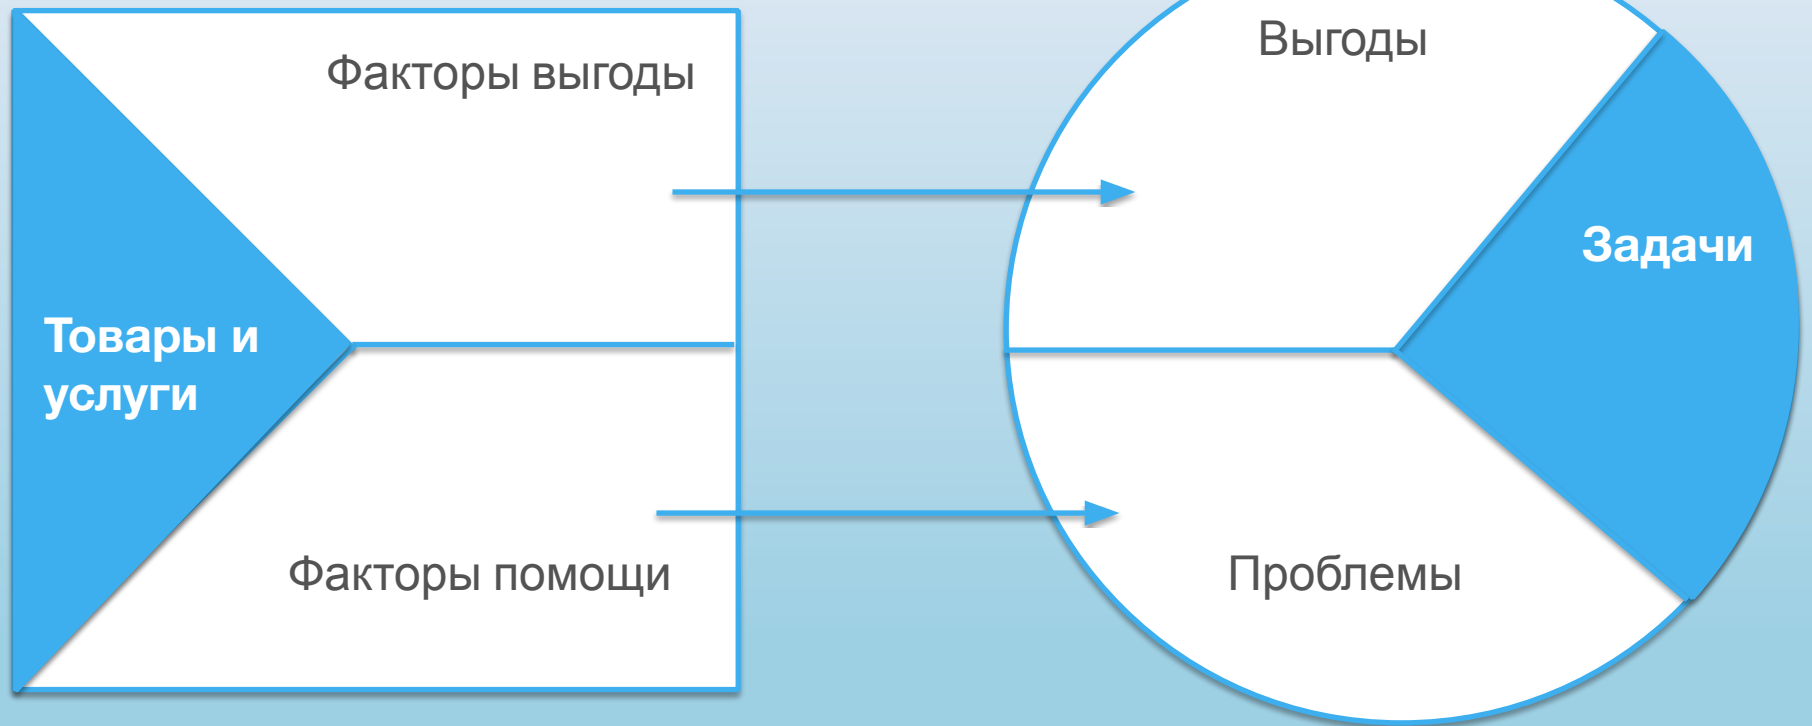 Факторы выгоды
Товары и
услуги
Факторы помощи
Выгоды
Задачи
Проблемы